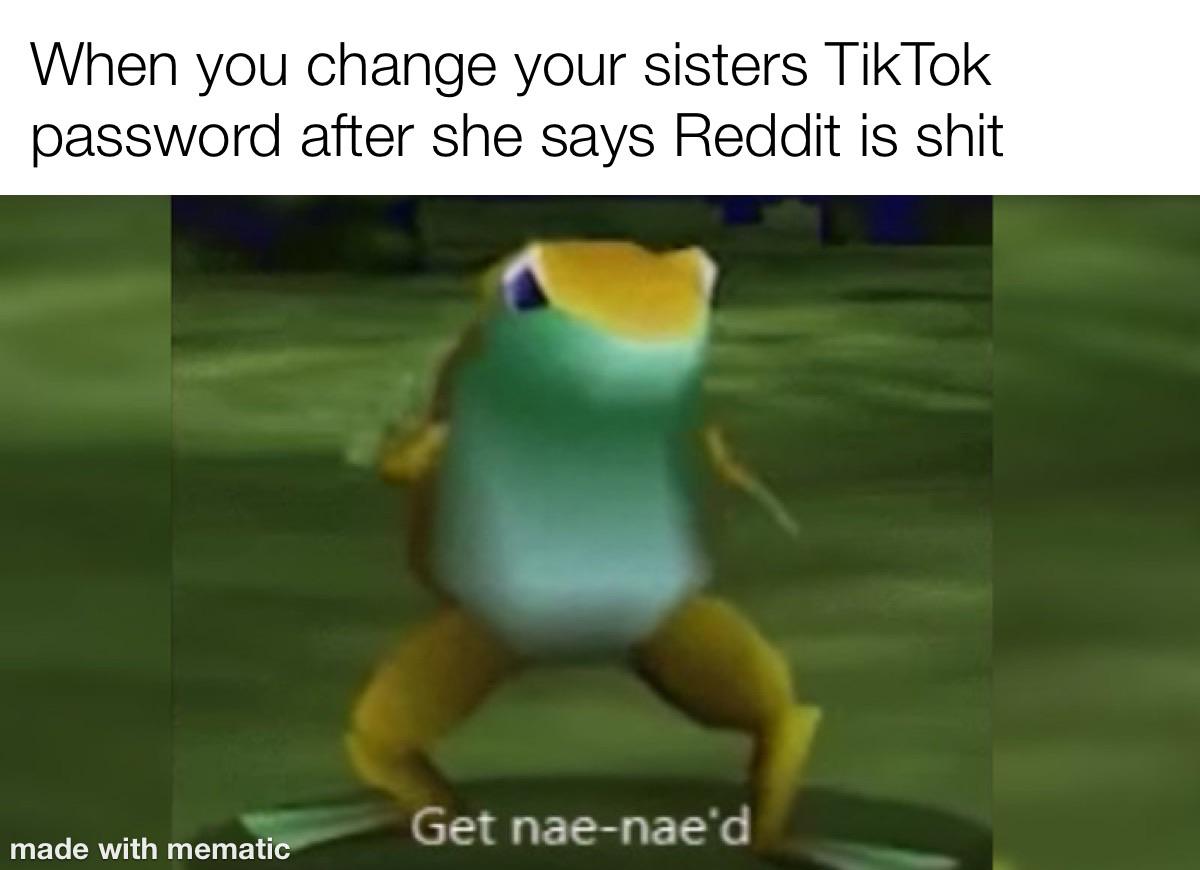 When you change your sisters TikTok
password after she says Reddit is shit
Get nae-nae'd
made with mematic